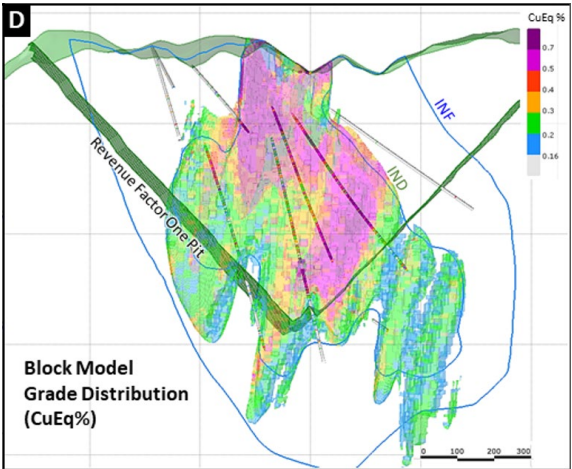 D
CuEq %
0.7
0.5
0.4
0.3
0.2
0.16
INF
IND
Revenue Factor One Pit
Block Model
Grade Distribution
(CuEq%)
0 100 200 300